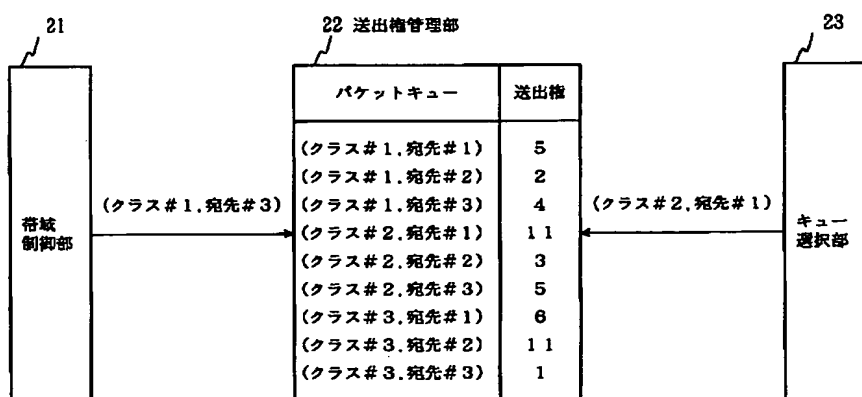 21
22 送出権管理部
23
パケットキュー 送出権
(クラス#1,宛先#1) 5
(クラス#1,宛先#2) 2
(クラス#1,宛先#3) 4
(クラス#2,宛先#1) 11
(クラス#2,宛先#2) 3
(クラス#2,宛先#3) 5
(クラス#3,宛先#1) 6
(クラス#3,宛先#2) 11
(クラス#3,宛先#3) 1
帯域
制御部
(クラス#1,宛先#3)
(クラス#2,宛先#1)
キュー
選択部